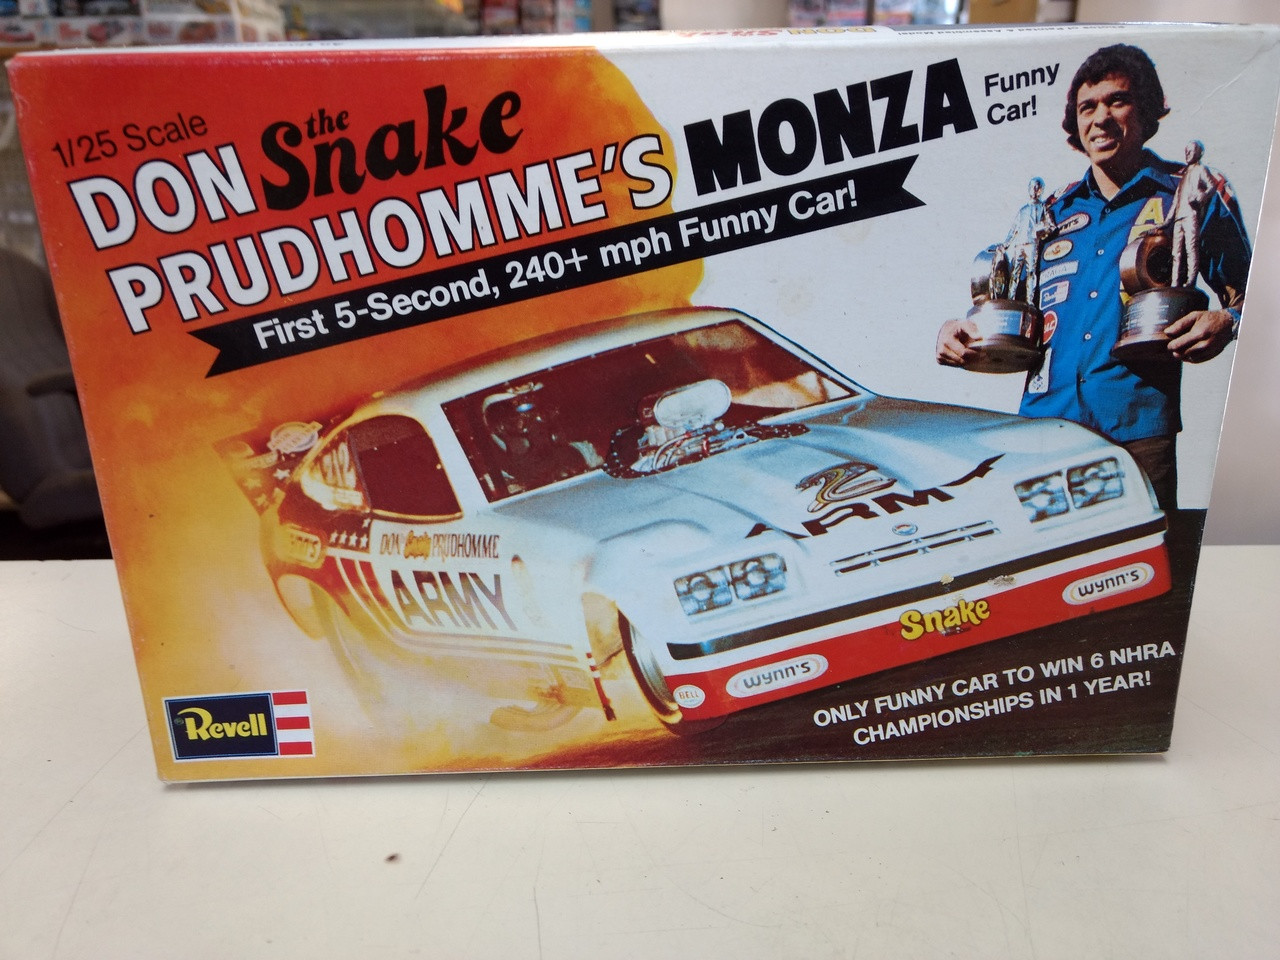 1/25 Scale
DON the Snake
PRUDHOMME'S MONZA Funny Car!
First 5-Second, 240+ mph Funny Car!
DON Snake PRUDHOMME
ARMY
ARMY
Snake
WYNN'S
WYNN'S
BELL
Revell
ONLY FUNNY CAR TO WIN 6 NHRA
CHAMPIONSHIPS IN 1 YEAR!